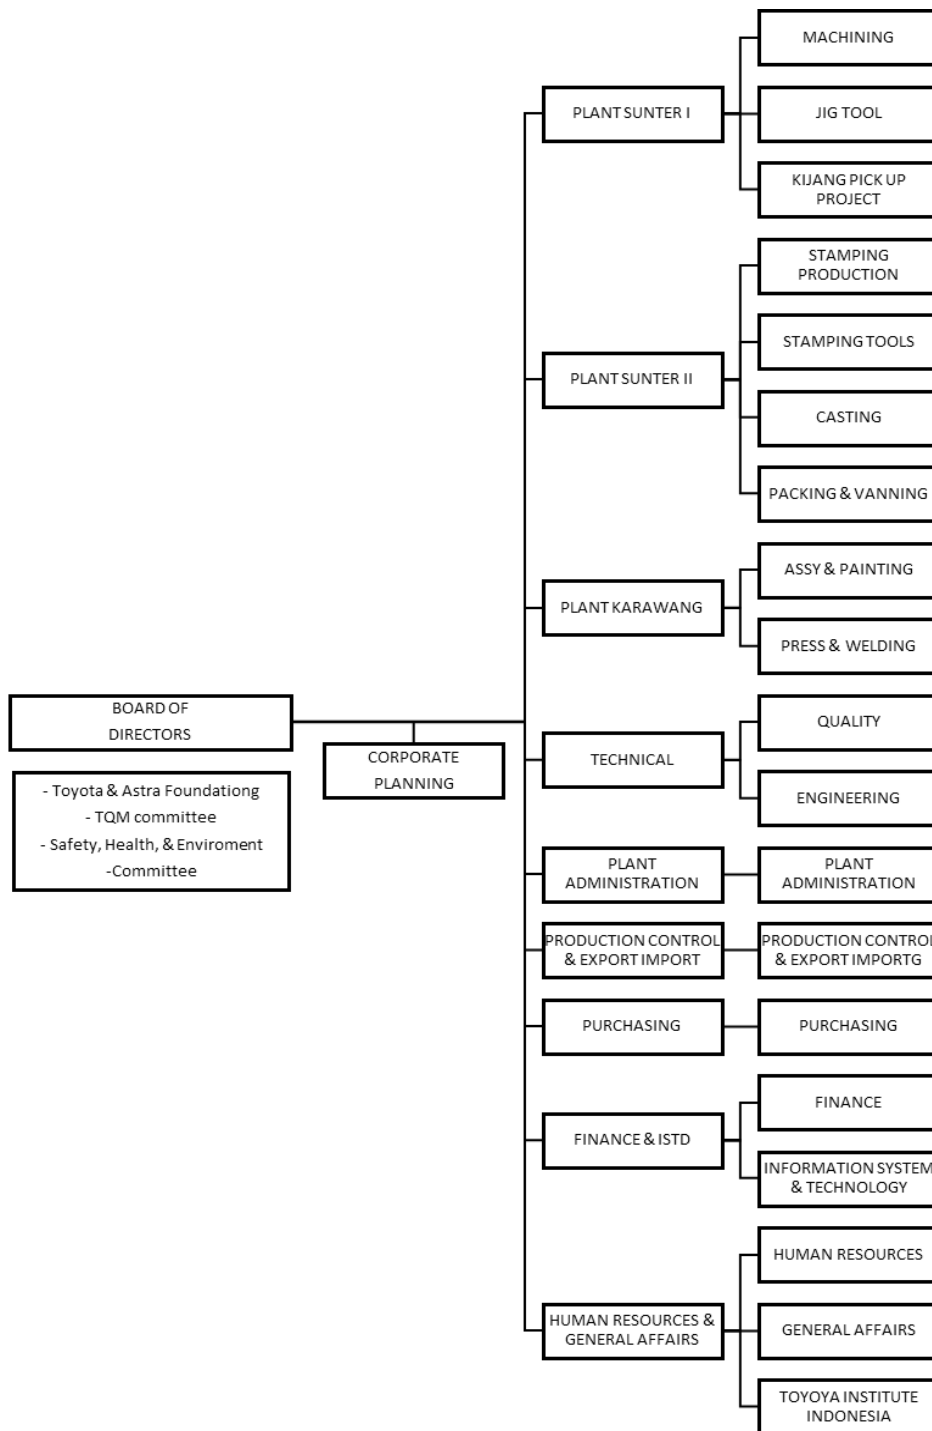 BOARD OF
DIRECTORS
- Toyota & Astra Foundationg
- TQM committee
- Safety, Health, & Enviroment
-Committee
CORPORATE
PLANNING
PLANT SUNTER I
MACHINING
JIG TOOL
KIJANG PICK UP
PROJECT
PLANT SUNTER II
STAMPING
PRODUCTION
STAMPING TOOLS
CASTING
PACKING & VANNING
PLANT KARAWANG
ASSY & PAINTING
PRESS & WELDING
TECHNICAL
QUALITY
ENGINEERING
PLANT
ADMINISTRATION
PLANT
ADMINISTRATION
PRODUCTION CONTROL
& EXPORT IMPORT
PRODUCTION CONTROL
& EXPORT IMPORTG
PURCHASING
PURCHASING
FINANCE & ISTD
FINANCE
INFORMATION SYSTEM
& TECHNOLOGY
HUMAN RESOURCES &
GENERAL AFFAIRS
HUMAN RESOURCES
GENERAL AFFAIRS
TOYOYA INSTITUTE
INDONESIA